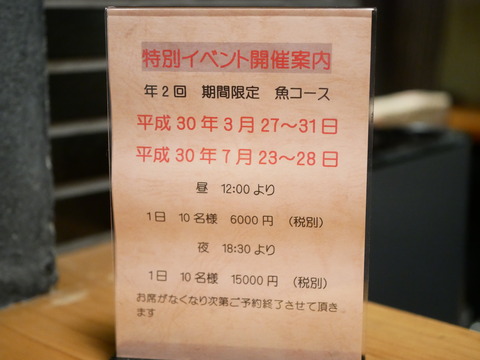 特別イベント開催案内
年2回　期間限定　魚コース
平成30年3月27～31日
平成30年7月23～28日
昼　12:00より
1日　10名様　6000円　（税別）
夜　18:30より
1日　10名様　15000円　（税別）
お席がなくなり次第ご予約終了させて頂き
ます